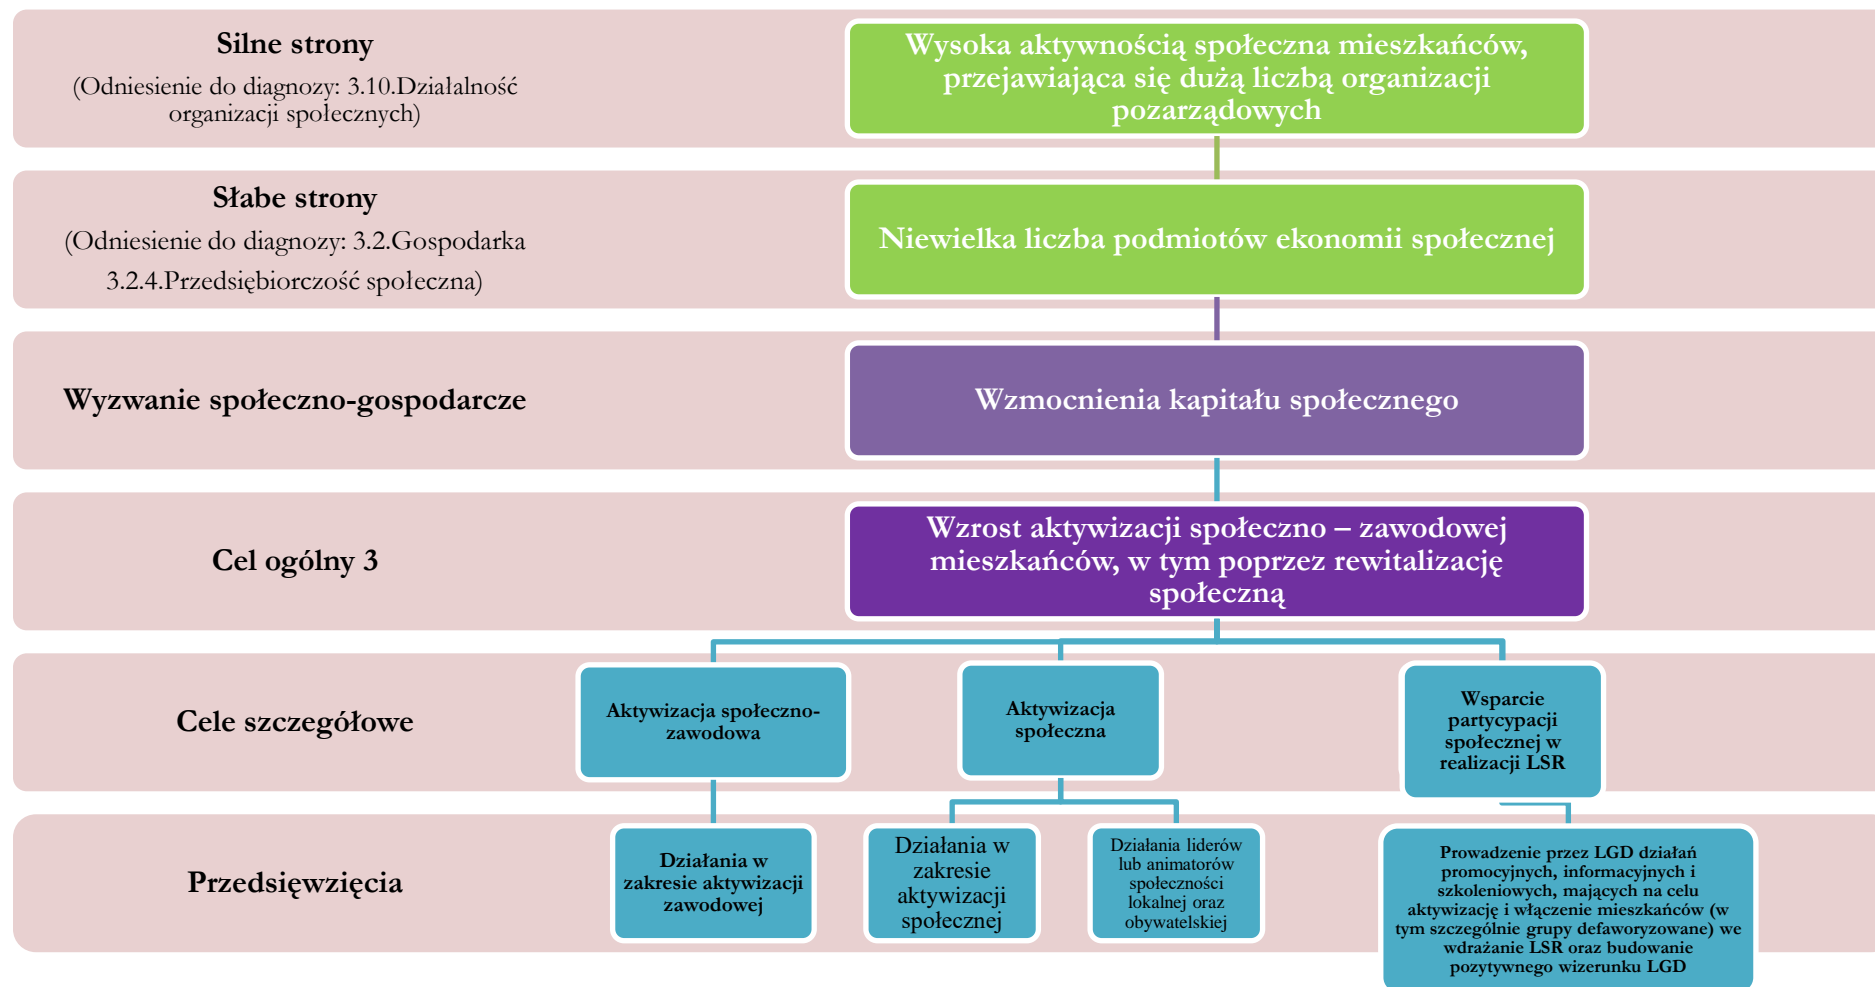 Silne strony
(Odniesienie do diagnozy: 3.10.Działalność
organizacji społecznych)
Wysoka aktywnością społeczna mieszkańców,
przejawiająca się dużą liczbą organizacji
pozarządowych
Słabe strony
(Odniesienie do diagnozy: 3.2.Gospodarka
3.2.4.Przedsiębiorczość społeczna)
Niewielka liczba podmiotów ekonomii społecznej
Wyzwanie społeczno-gospodarcze
Wzmocnienia kapitału społecznego
Cel ogólny 3
Wzrost aktywizacji społeczno – zawodowej
mieszkańców, w tym poprzez rewitalizację
społeczną
Cele szczegółowe
Aktywizacja społeczno-
zawodowa
Aktywizacja
społeczna
Wsparcie
partycypacji
społecznej w
realizacji LSR
Przedsięwzięcia
Działania w
zakresie aktywizacji
zawodowej
Działania w
zakresie
aktywizacji
społecznej
Działania liderów
lub animatorów
społeczności
lokalnej oraz
obywatelskiej
Prowadzenie przez LGD działań
promocyjnych, informacyjnych i
szkoleniowych, mających na celu
aktywizację i włączenie mieszkańców (w
tym szczególnie grupy defaworyzowane) we
wdrażanie LSR oraz budowanie
pozytywnego wizerunku LGD